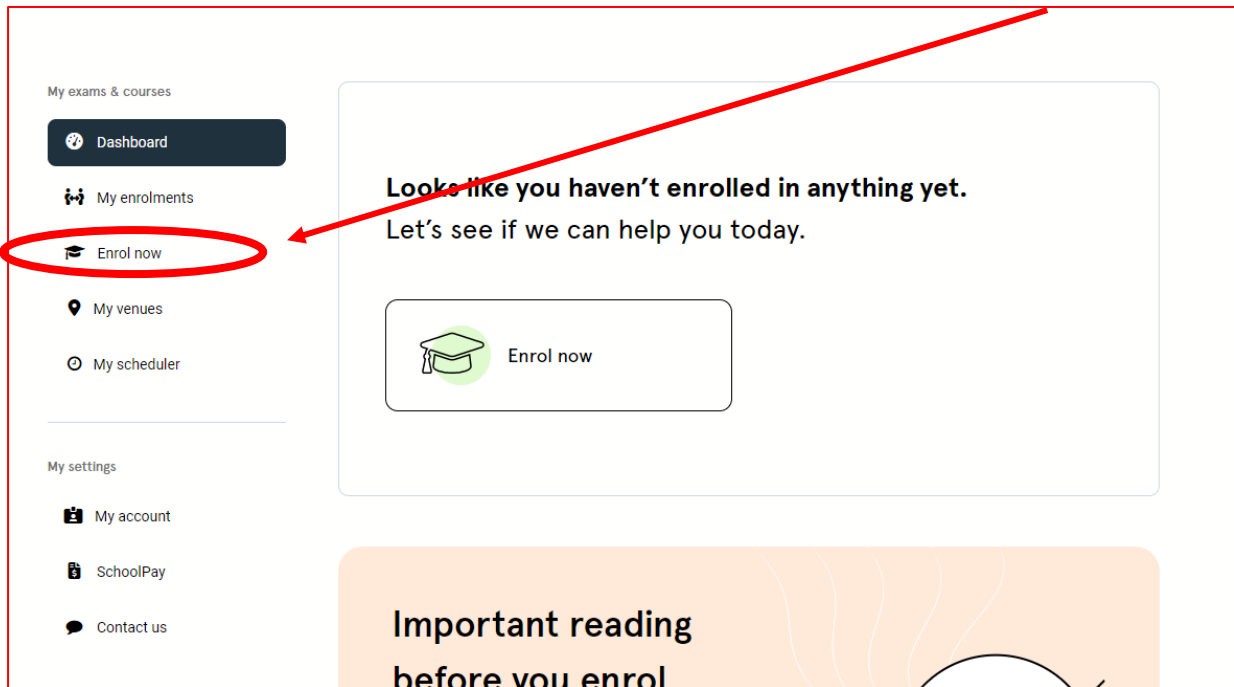 My exams & courses
Dashboard
My enrolments
Enrol now
My venues
My scheduler
My settings
My account
SchoolPay
Contact us
Looks like you haven't enrolled in anything yet.
Let's see if we can help you today.
Enrol now
Important reading
before you enrol